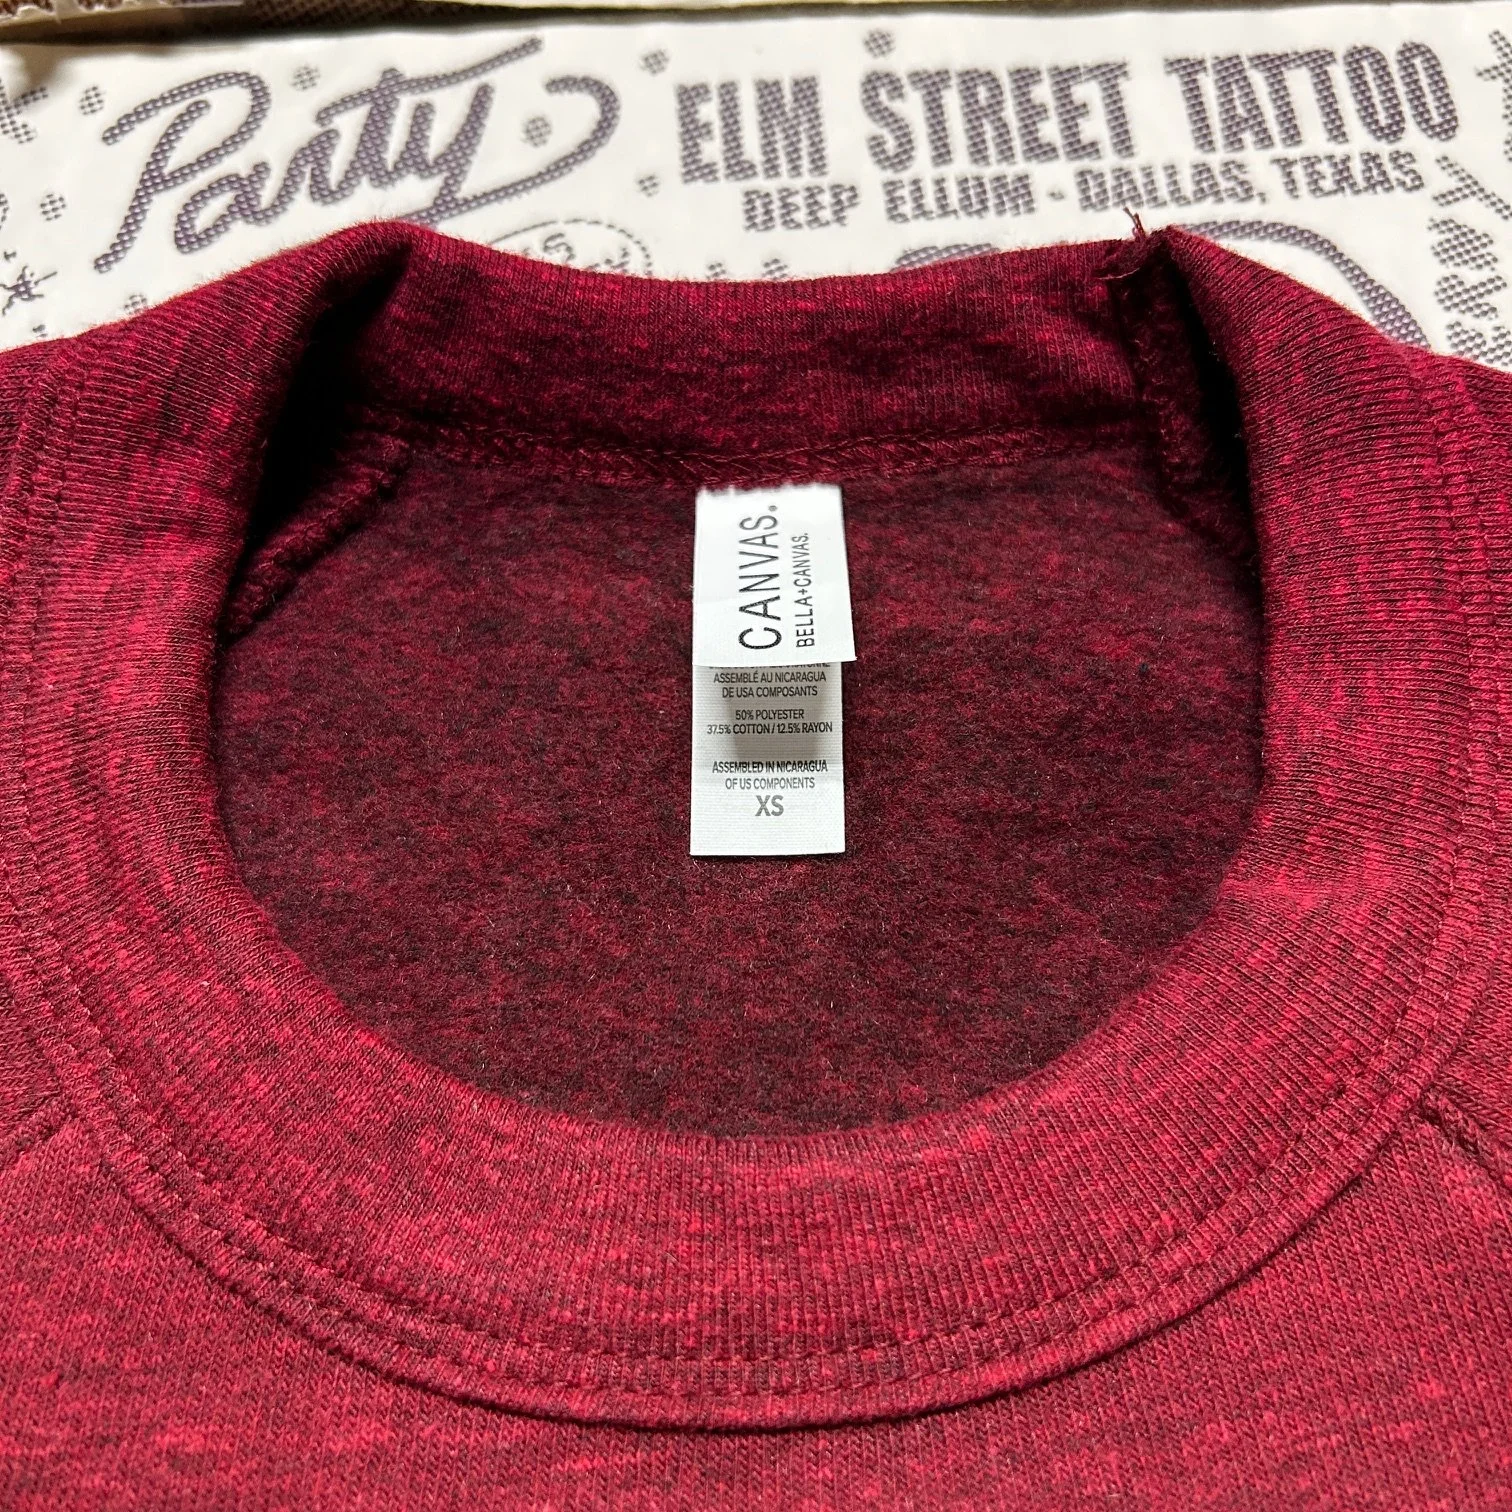 Party
ELM STREET TATTOO
DEEP ELLUM - DALLAS, TEXAS
CANVAS.
BELLA+CANVAS.
ASSEMBLÉ AU NICARAGUA
DE USA COMPOSANTS
50% POLYESTER
37.5% COTTON / 12.5% RAYON
ASSEMBLED IN NICARAGUA
OF US COMPONENTS
XS